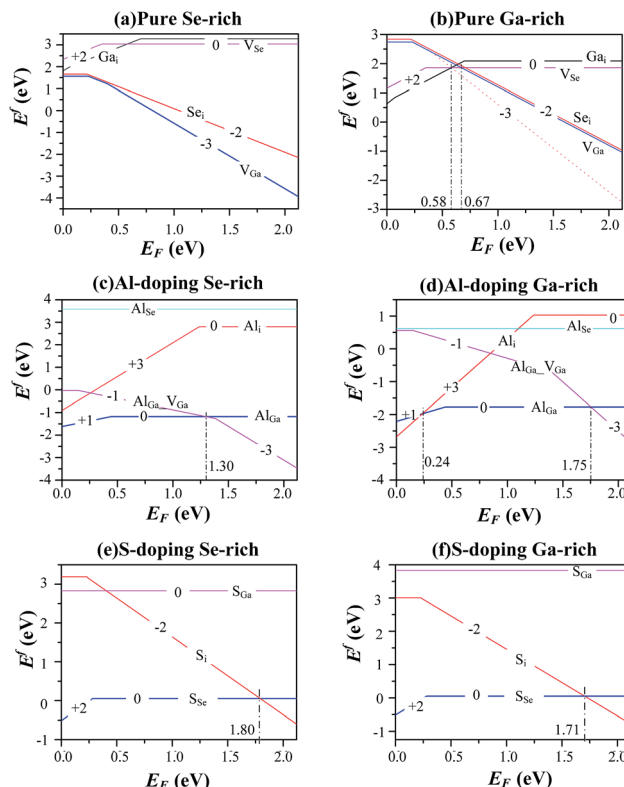 (a)Pure Se-rich
(b)Pure Ga-rich
E^f (eV)
3
2
1
0
-1
-2
-3
-4
+2
Ga_i
0
V_Se
Se_i
-2
-3
V_Ga
0.0
0.5
1.0
1.5
2.0
E_F (eV)
E^f (eV)
3
2
1
0
-1
-2
-3
+2
0
Ga_i
V_Se
-2
Se_i
-3
V_Ga
0.58
0.67
0.0
0.5
1.0
1.5
2.0
E_F (eV)
(c)Al-doping Se-rich
(d)Al-doping Ga-rich
E^f (eV)
4
3
2
1
0
-1
-2
-3
-4
Al_Se
0
Al_i
+3
-1
Al_Ga_V_Ga
+1
0
Al_Ga
-3
1.30
0.0
0.5
1.0
1.5
2.0
E_F (eV)
E^f (eV)
1
0
-1
-2
-3
-4
0
Al_Se
-1
Al_i
Al_Ga_V_Ga
+3
+1
0
Al_Ga
-3
0.24
1.75
0.0
0.5
1.0
1.5
2.0
E_F (eV)
(e)S-doping Se-rich
(f)S-doping Ga-rich
E^f (eV)
3
2
1
0
-1
0
S_Ga
-2
S_i
+2
0
S_Se
1.80
0.0
0.5
1.0
1.5
2.0
E_F (eV)
E^f (eV)
4
3
2
1
0
-1
S_Ga
-2
S_i
+2
0
S_Se
1.71
0.0
0.5
1.0
1.5
2.0
E_F (eV)